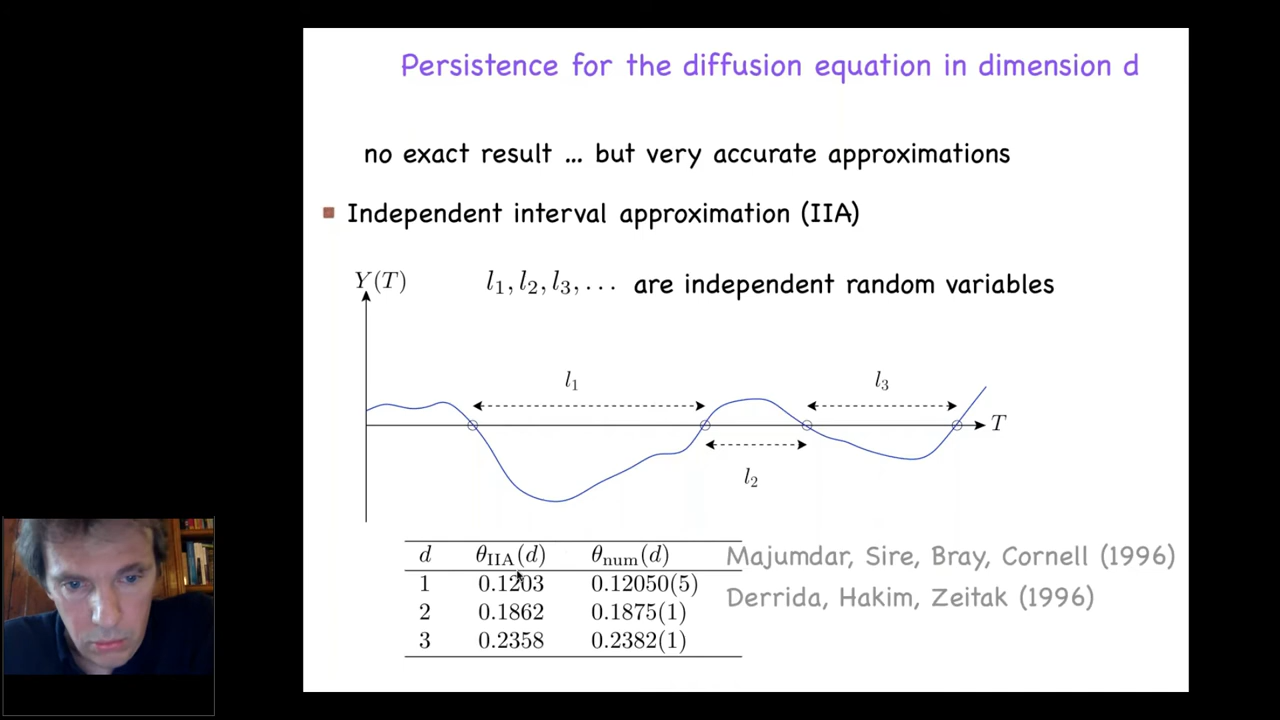 Persistence for the diffusion equation in dimension d
no exact result ... but very accurate approximations
Independent interval approximation (IIA)
Y(T)
l₁, l₂, l₃, . . . are independent random variables
l₁
l₃
T
l₂
d θ_IIA(d) θ_num(d)
1 0.1203 0.12050(5)
2 0.1862 0.1875(1)
3 0.2358 0.2382(1)
Majumdar, Sire, Bray, Cornell (1996)
Derrida, Hakim, Zeitak (1996)